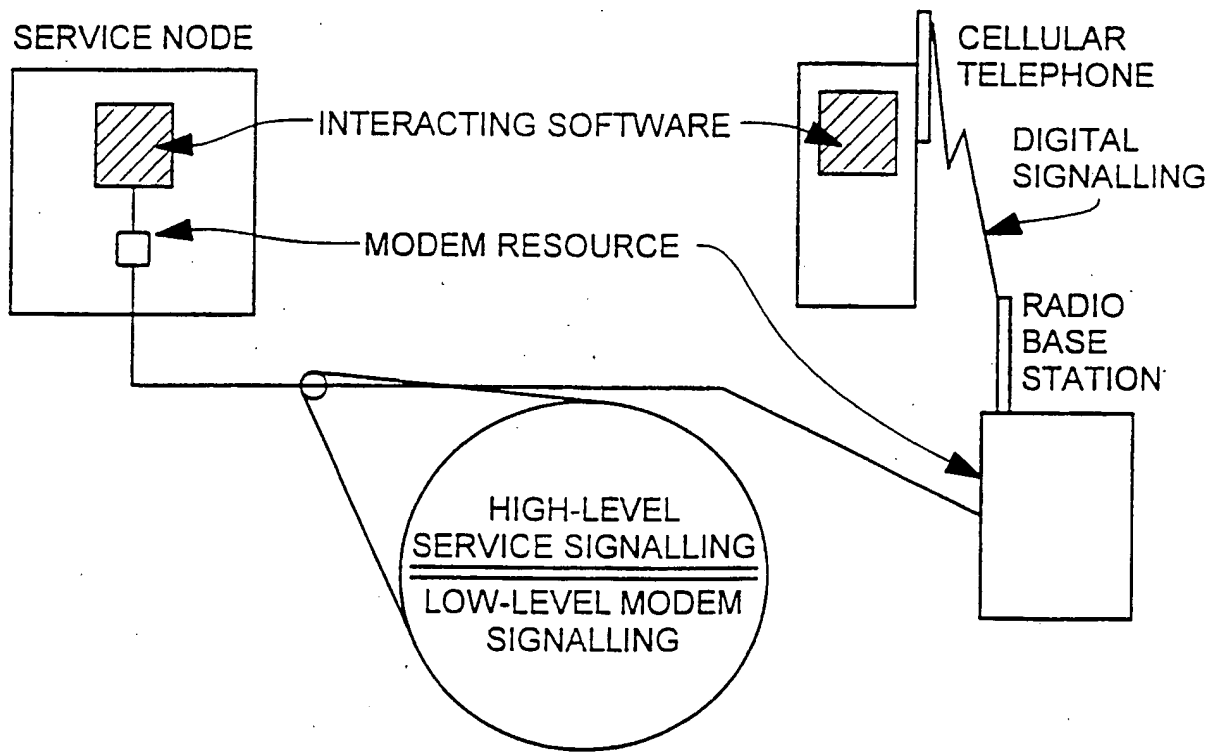 SERVICE NODE
CELLULAR
TELEPHONE
INTERACTING SOFTWARE
DIGITAL
SIGNALLING
MODEM RESOURCE
RADIO
BASE
STATION
HIGH-LEVEL
SERVICE SIGNALLING
LOW-LEVEL MODEM
SIGNALLING